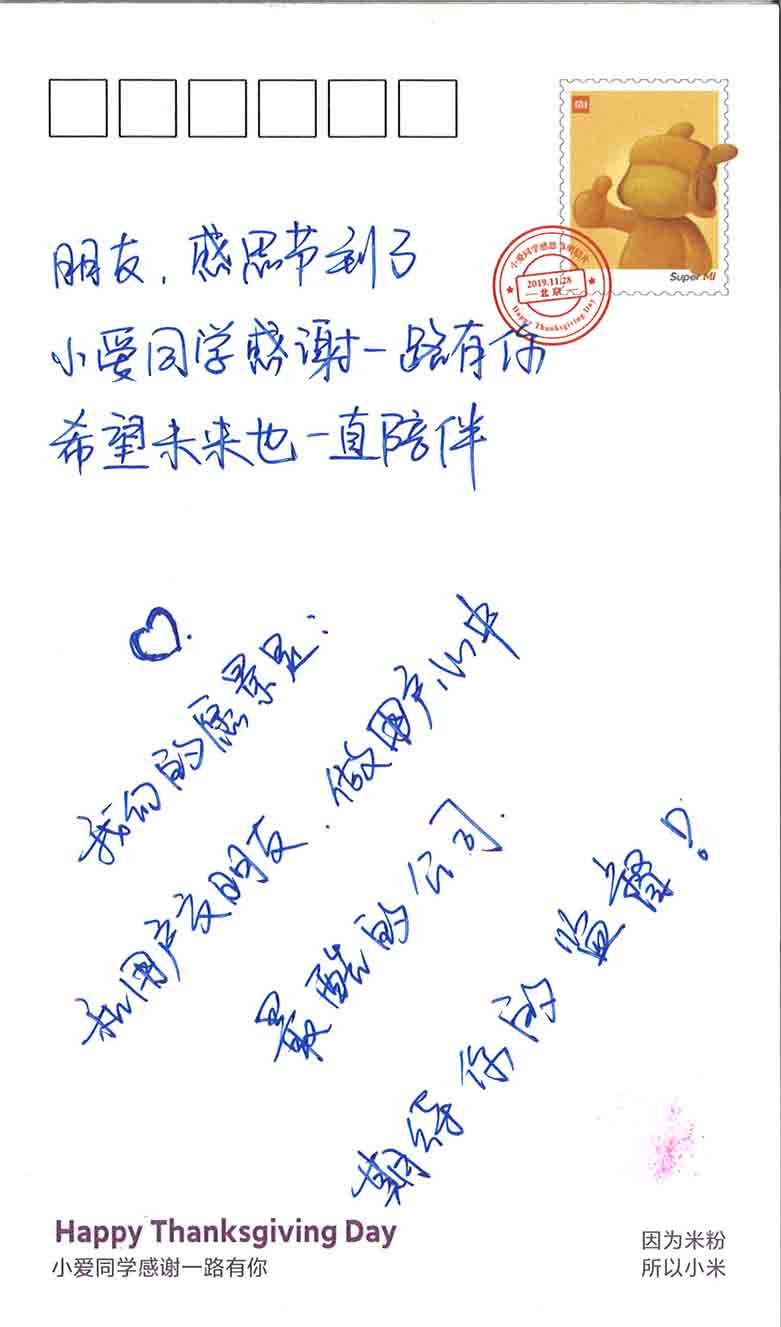 MI
Super Mi
小爱同学感恩节明信片
2019.11.28
北京
Happy Thanksgiving Day
朋友，感恩节到了
小爱同学感谢一路有你
希望未来也一直陪伴
我们的愿景是：
和用户交朋友，做用户心中
最酷的公司.
期待你的监督！
Happy Thanksgiving Day
小爱同学感谢一路有你
因为米粉
所以小米